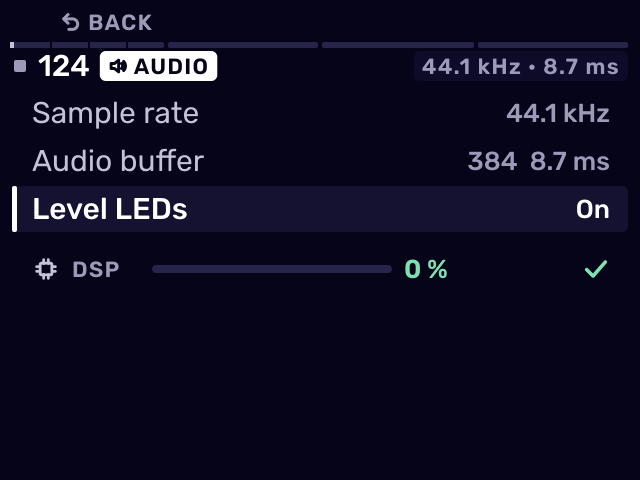 BACK
124 AUDIO 44.1 kHz • 8.7 ms
Sample rate 44.1 kHz
Audio buffer 384 8.7 ms
Level LEDs On
DSP 0 %